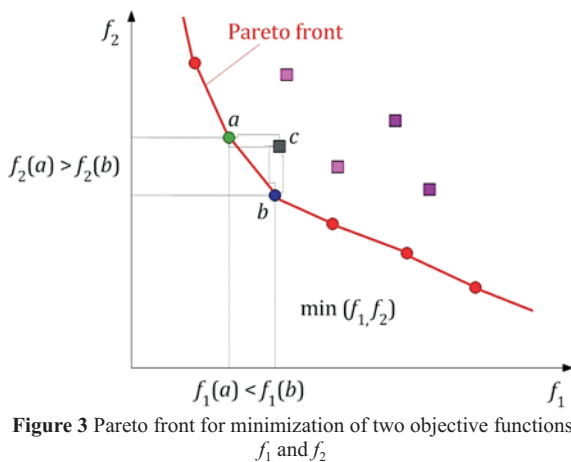 f₂
Pareto front
a
c
f₂(a) > f₂(b)
b
min (f₁,f₂)
f₁(a) < f₁(b)
f₁
Figure 3 Pareto front for minimization of two objective functions
f₁ and f₂